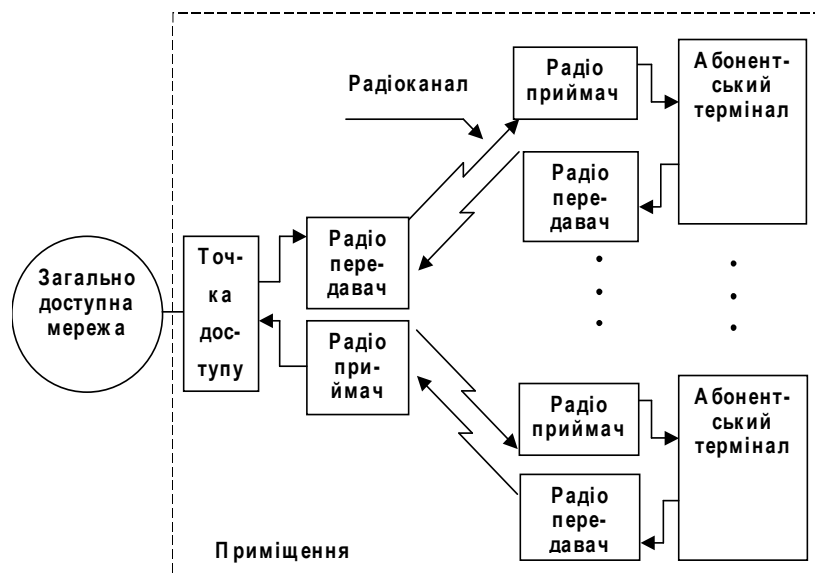 Радіоканал
Радіо
приймач
Абонент-
ський
термінал
Радіо
пере-
давач
Загально
доступна
мережа
Точ-
ка
дос-
тупу
Радіо
пере-
давач
Радіо
при-
ймач
Радіо
приймач
Абонент-
ський
термінал
Радіо
пере-
давач
Приміщення